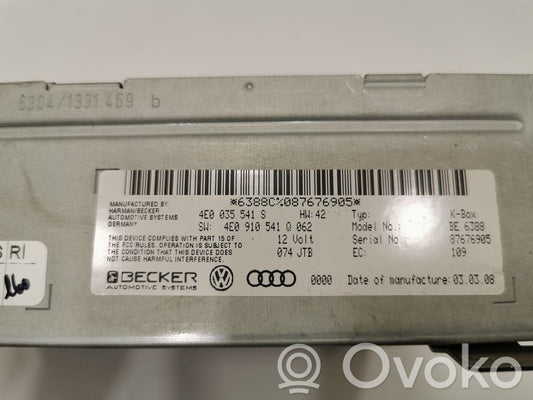 6304/1331.469 b
*6388C%087676905*
MANUFACTURED BY:
HARMAN/BECKER
AUTOMOTIVE SYSTEMS
GERMANY
4E0 035 541 S HW: 42 Typ: K-Box
SW: 4E0 910 541 Q 062 Model No.: BE 6388
THIS DEVICE COMPLIES WITH PART 15 OF
THE FCC RULES. OPERATION IS SUBJECT
TO THE CONDITION THAT THIS DEVICE DOES
NOT CAUSE HARMFUL INTERFERENCE.
12 Volt Serial No.: 87676905
074 JTB EC: 109
BECKER
AUTOMOTIVE SYSTEMS
0000 Date of manufacture: 03.03.08
S RI
Ovoko